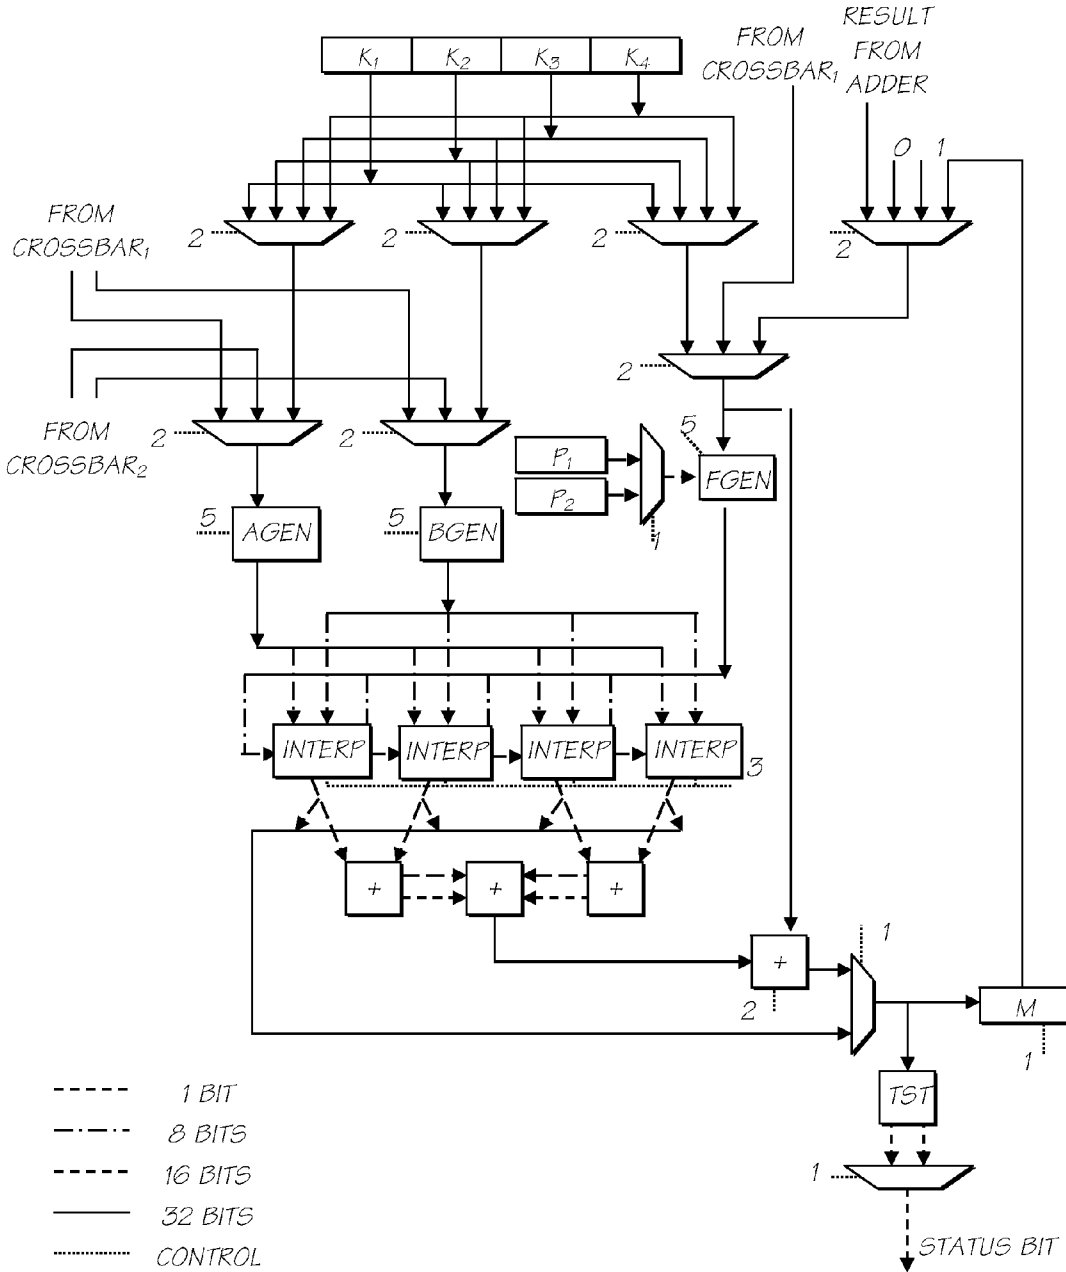 K1 K2 K3 K4
FROM
CROSSBAR1
RESULT
FROM
ADDER
0 1
FROM
CROSSBAR1
2
2
2
2
2
FROM
CROSSBAR2
2
2
P1
P2
1
5
FGEN
5
AGEN
5
BGEN
INTERP
INTERP
INTERP
INTERP
3
+
+
+
+
2
1
M
1
TST
1
STATUS BIT
1 BIT
8 BITS
16 BITS
32 BITS
CONTROL